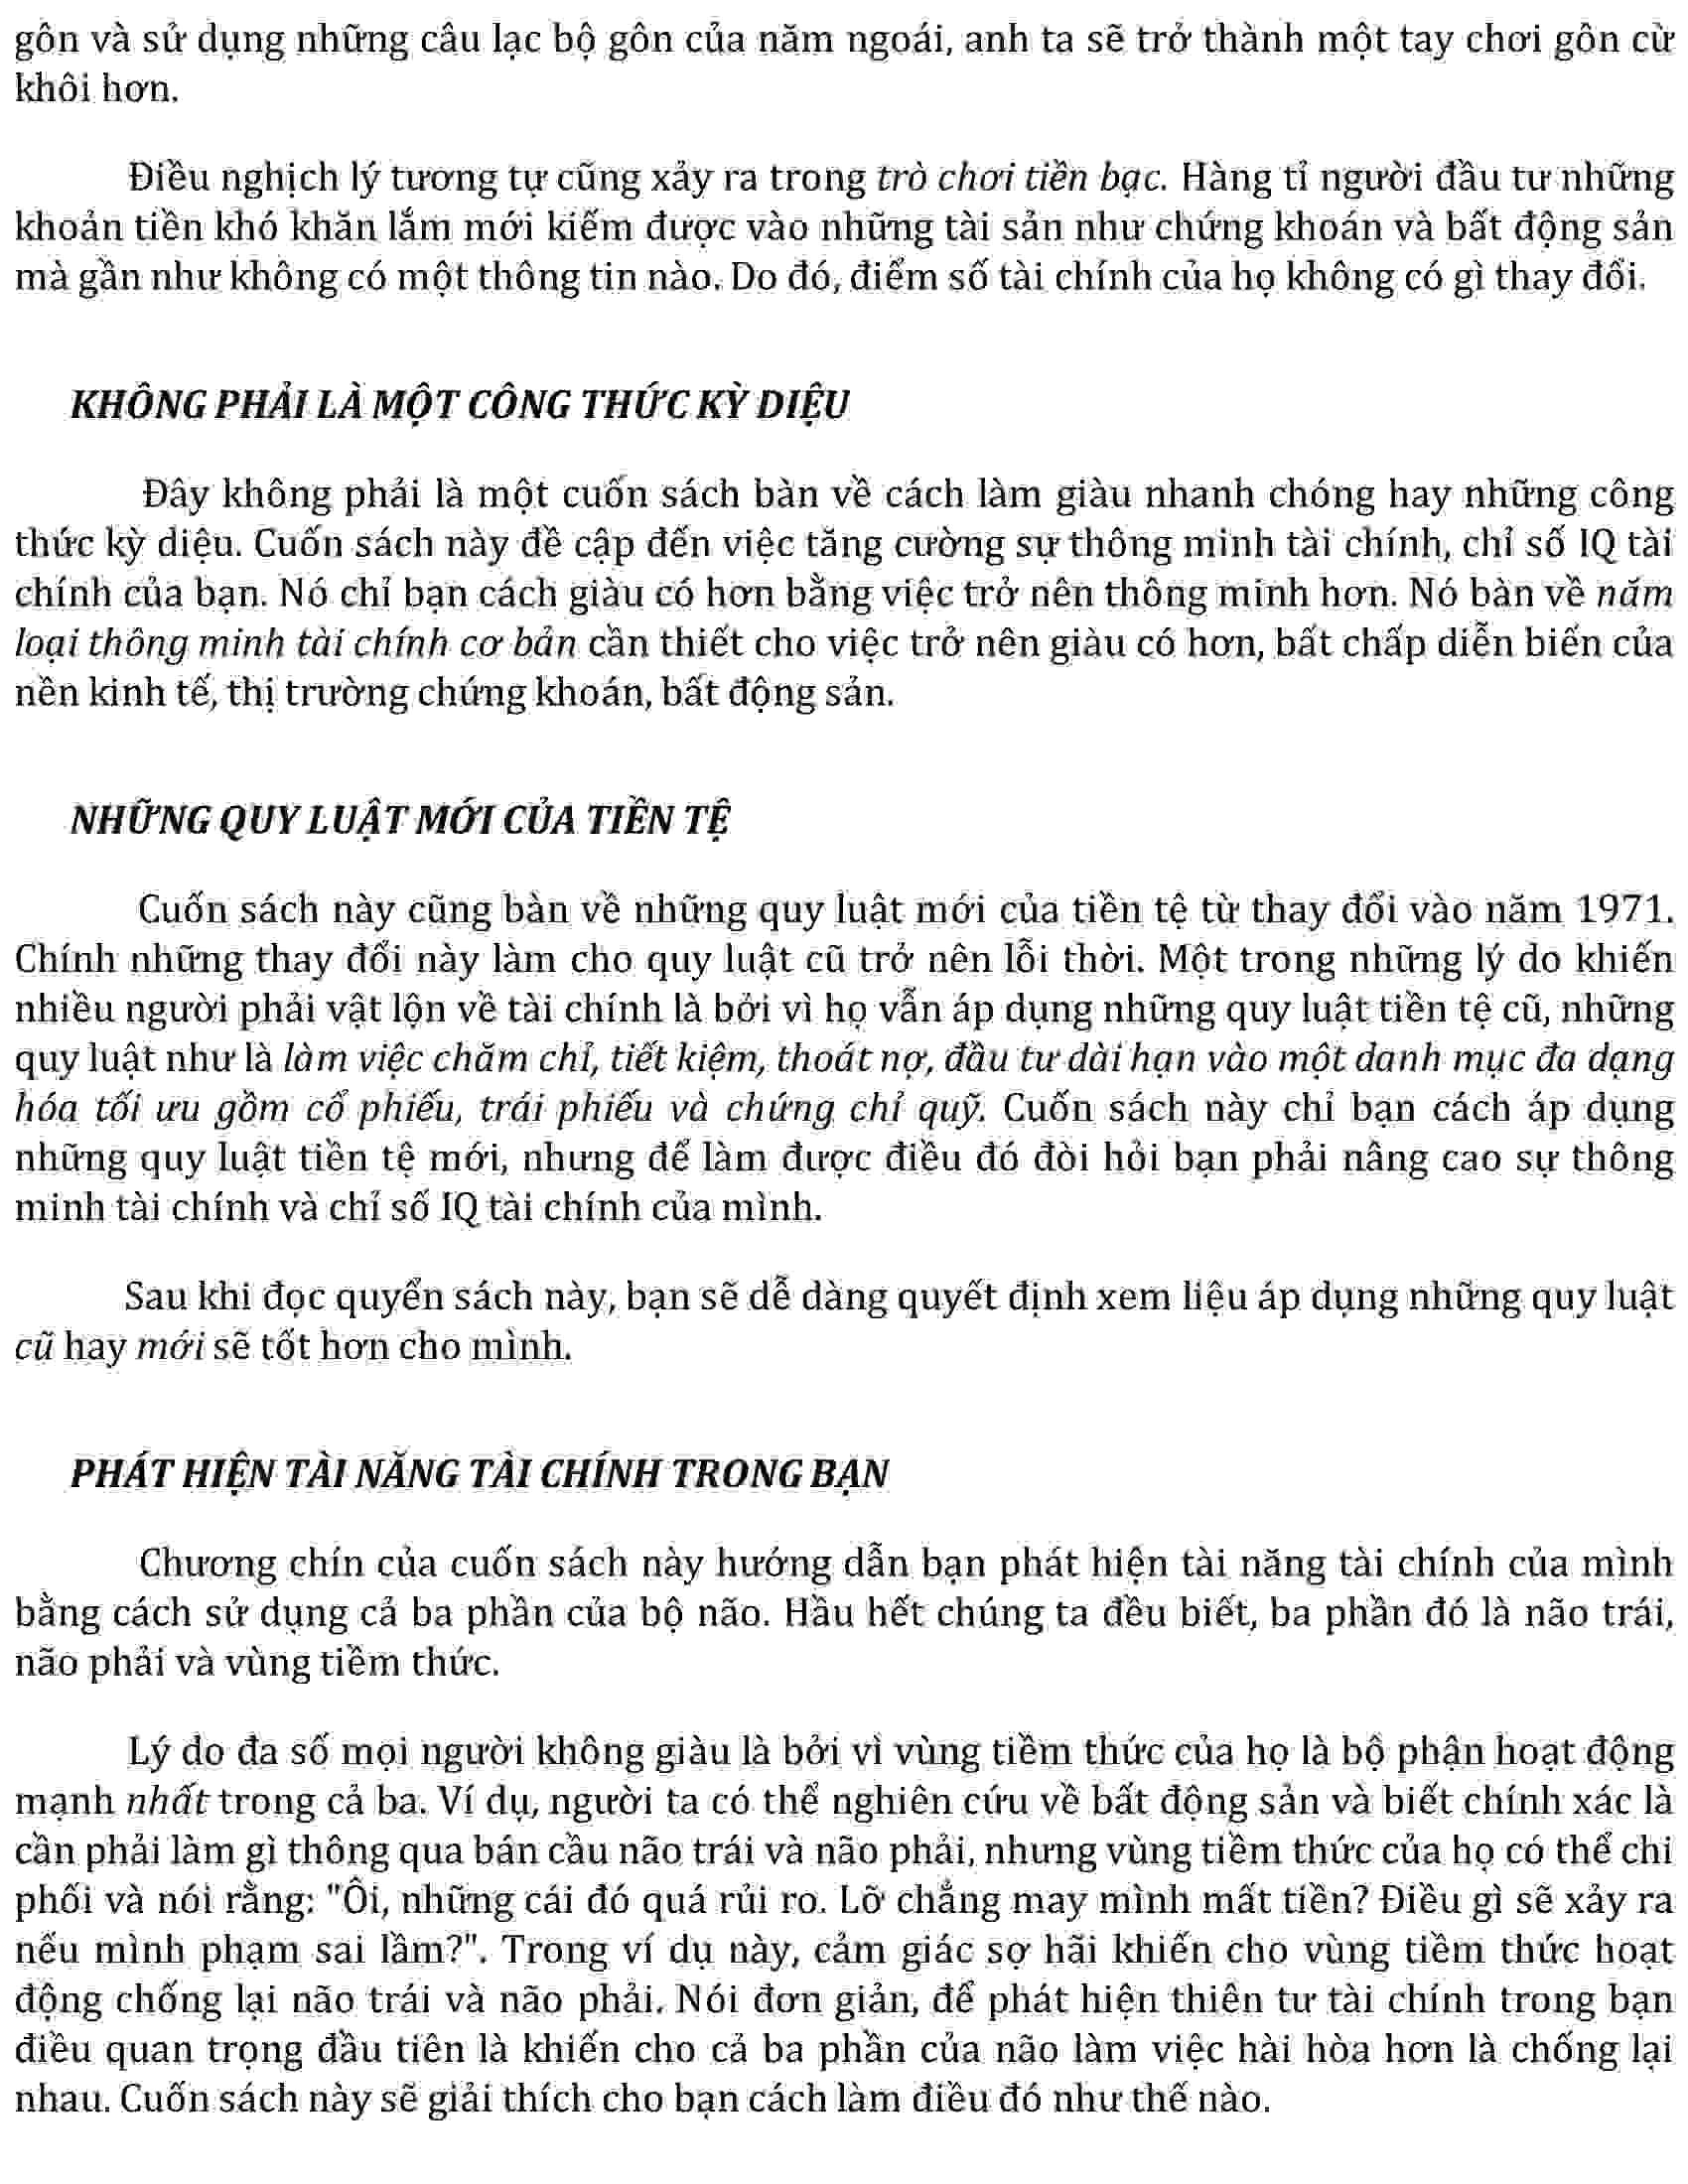 gôn và sử dụng những câu lạc bộ gôn của năm ngoái, anh ta sẽ trở thành một tay chơi gôn cừ
khôi hơn.
Điều nghịch lý tương tự cũng xảy ra trong trò chơi tiền bạc. Hàng tỉ người đầu tư những
khoản tiền khó khăn lắm mới kiếm được vào những tài sản như chứng khoán và bất động sản
mà gần như không có một thông tin nào. Do đó, điểm số tài chính của họ không có gì thay đổi.
KHÔNG PHẢI LÀ MỘT CÔNG THỨC KỲ DIỆU
Đây không phải là một cuốn sách bàn về cách làm giàu nhanh chóng hay những công
thức kỳ diệu. Cuốn sách này đề cập đến việc tăng cường sự thông minh tài chính, chỉ số IQ tài
chính của bạn. Nó chỉ bạn cách giàu có hơn bằng việc trở nên thông minh hơn. Nó bàn về năm
loại thông minh tài chính cơ bản cần thiết cho việc trở nên giàu có hơn, bất chấp diễn biến của
nền kinh tế, thị trường chứng khoán, bất động sản.
NHỮNG QUY LUẬT MỚI CỦA TIỀN TỆ
Cuốn sách này cũng bàn về những quy luật mới của tiền tệ từ thay đổi vào năm 1971.
Chính những thay đổi này làm cho quy luật cũ trở nên lỗi thời. Một trong những lý do khiến
nhiều người phải vật lộn về tài chính là bởi vì họ vẫn áp dụng những quy luật tiền tệ cũ, những
quy luật như là làm việc chăm chỉ, tiết kiệm, thoát nợ, đầu tư dài hạn vào một danh mục đa dạng
hóa tối ưu gồm cổ phiếu, trái phiếu và chứng chỉ quỹ. Cuốn sách này chỉ bạn cách áp dụng
những quy luật tiền tệ mới, nhưng để làm được điều đó đòi hỏi bạn phải nâng cao sự thông
minh tài chính và chỉ số IQ tài chính của mình.
Sau khi đọc quyển sách này, bạn sẽ dễ dàng quyết định xem liệu áp dụng những quy luật
cũ hay mới sẽ tốt hơn cho mình.
PHÁT HIỆN TÀI NĂNG TÀI CHÍNH TRONG BẠN
Chương chín của cuốn sách này hướng dẫn bạn phát hiện tài năng tài chính của mình
bằng cách sử dụng cả ba phần của bộ não. Hầu hết chúng ta đều biết, ba phần đó là não trái,
não phải và vùng tiềm thức.
Lý do đa số mọi người không giàu là bởi vì vùng tiềm thức của họ là bộ phận hoạt động
mạnh nhất trong cả ba. Ví dụ, người ta có thể nghiên cứu về bất động sản và biết chính xác là
cần phải làm gì thông qua bán cầu não trái và não phải, nhưng vùng tiềm thức của họ có thể chi
phối và nói rằng: "Ôi, những cái đó quá rủi ro. Lỡ chẳng may mình mất tiền? Điều gì sẽ xảy ra
nếu mình phạm sai lầm?". Trong ví dụ này, cảm giác sợ hãi khiến cho vùng tiềm thức hoạt
động chống lại não trái và não phải. Nói đơn giản, để phát hiện thiên tư tài chính trong bạn
điều quan trọng đầu tiên là khiến cho cả ba phần của não làm việc hài hòa hơn là chống lại
nhau. Cuốn sách này sẽ giải thích cho bạn cách làm điều đó như thế nào.